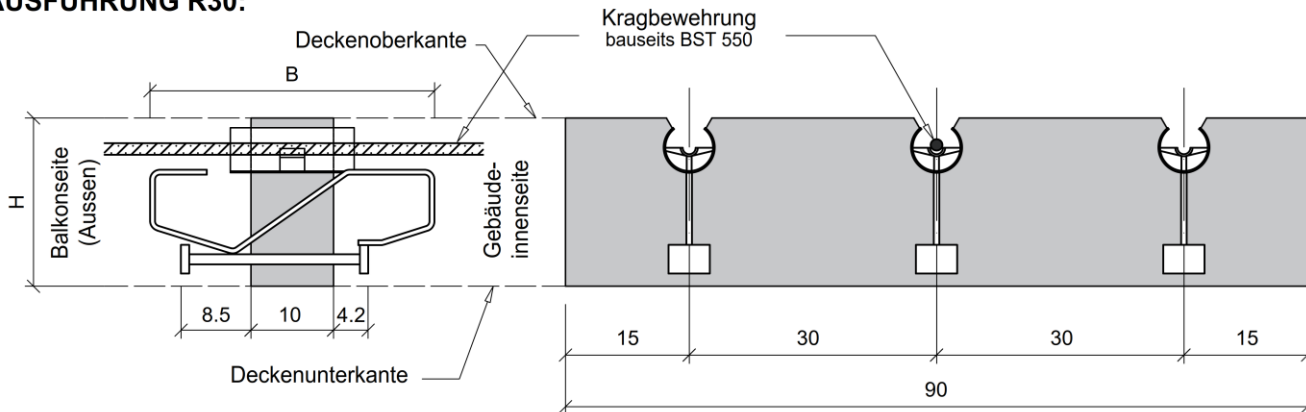 AUSFÜHRUNG R30:
Kragbewehrung
bauseits BST 550
Deckenoberkante
B
H
Balkonseite
(Aussen)
Gebäude-
innenseite
8.5
10
4.2
15
30
30
15
Deckenunterkante
90